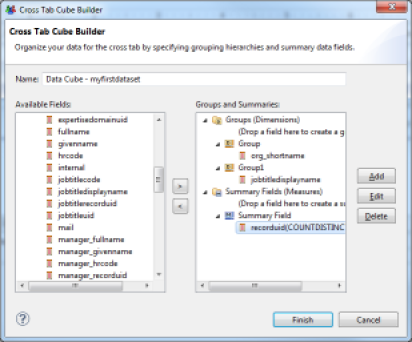 Cross Tab Cube Builder
Cross Tab Cube Builder
Organize your data for the cross tab by specifying grouping hierarchies and summary data fields.
Name: Data Cube - myfirstdataset
Available Fields:
expertisedomainuid
fullname
givenname
hrcode
internal
jobtitlecode
jobtitledisplayname
jobtitlerecorduid
jobtitleuid
mail
manager_fullname
manager_givenname
manager_hrcode
manager_recorduid
>
<
Groups and Summaries:
Groups (Dimensions)
(Drop a field here to create a g
Group
org_shortname
Group1
jobtitledisplayname
Summary Fields (Measures)
(Drop a field here to create a su
Summary Field
recorduid(COUNTDISTINC
Add
Edit
Delete
?
Finish
Cancel